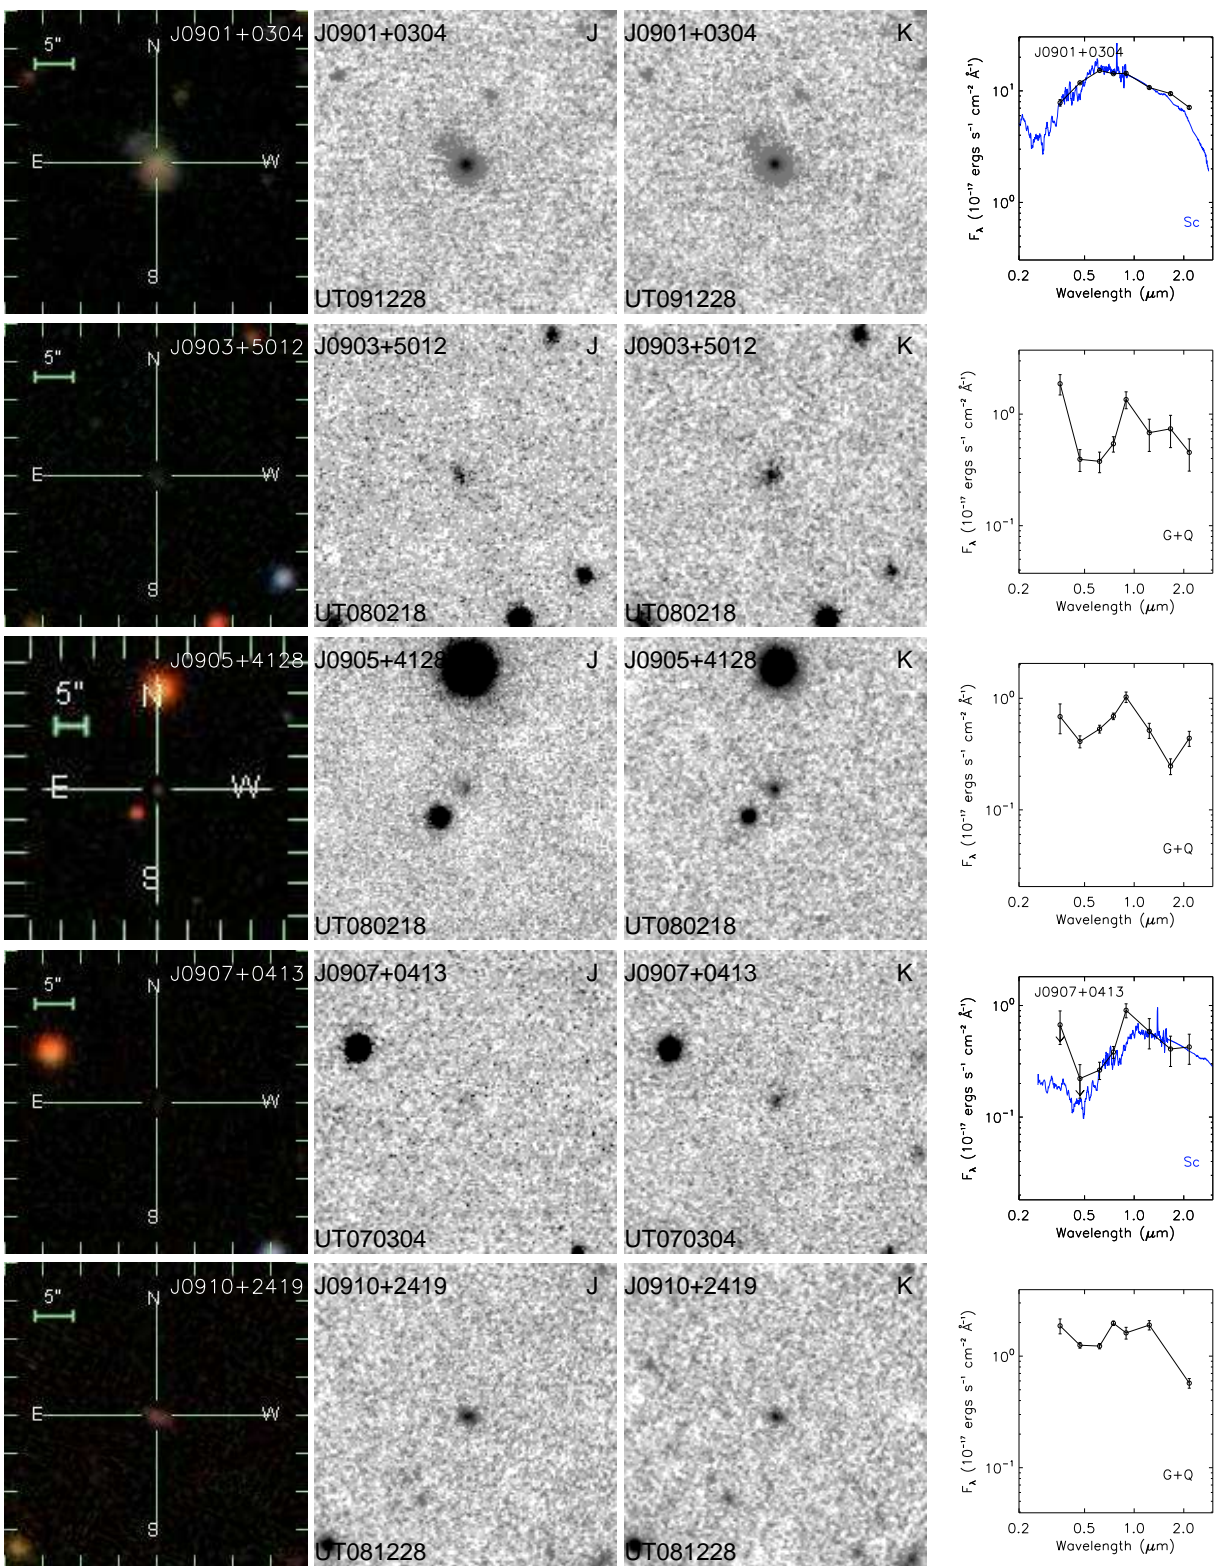 J0901+0304
5"
N
E
W
S
J0901+0304 J
UT091228
J0901+0304 K
UT091228
J0901+0304
10¹
10⁰
Fλ (10⁻¹⁷ ergs s⁻¹ cm⁻² Å⁻¹)
Sc
0.2 0.5 1.0 2.0
Wavelength (μm)
J0903+5012
5"
N
E
W
S
J0903+5012 J
UT080218
J0903+5012 K
UT080218
10⁰
10⁻¹
Fλ (10⁻¹⁷ ergs s⁻¹ cm⁻² Å⁻¹)
G+Q
0.2 0.5 1.0 2.0
Wavelength (μm)
J0905+4128
5"
N
E
W
S
J0905+4128 J
UT080218
J0905+4128 K
UT080218
10⁰
10⁻¹
Fλ (10⁻¹⁷ ergs s⁻¹ cm⁻² Å⁻¹)
G+Q
0.2 0.5 1.0 2.0
Wavelength (μm)
J0907+0413
5"
N
E
W
S
J0907+0413 J
UT070304
J0907+0413 K
UT070304
J0907+0413
10⁰
10⁻¹
Fλ (10⁻¹⁷ ergs s⁻¹ cm⁻² Å⁻¹)
Sc
0.2 0.5 1.0 2.0
Wavelength (μm)
J0910+2419
5"
N
E
W
S
J0910+2419 J
UT081228
J0910+2419 K
UT081228
10⁰
10⁻¹
Fλ (10⁻¹⁷ ergs s⁻¹ cm⁻² Å⁻¹)
G+Q
0.2 0.5 1.0 2.0
Wavelength (μm)